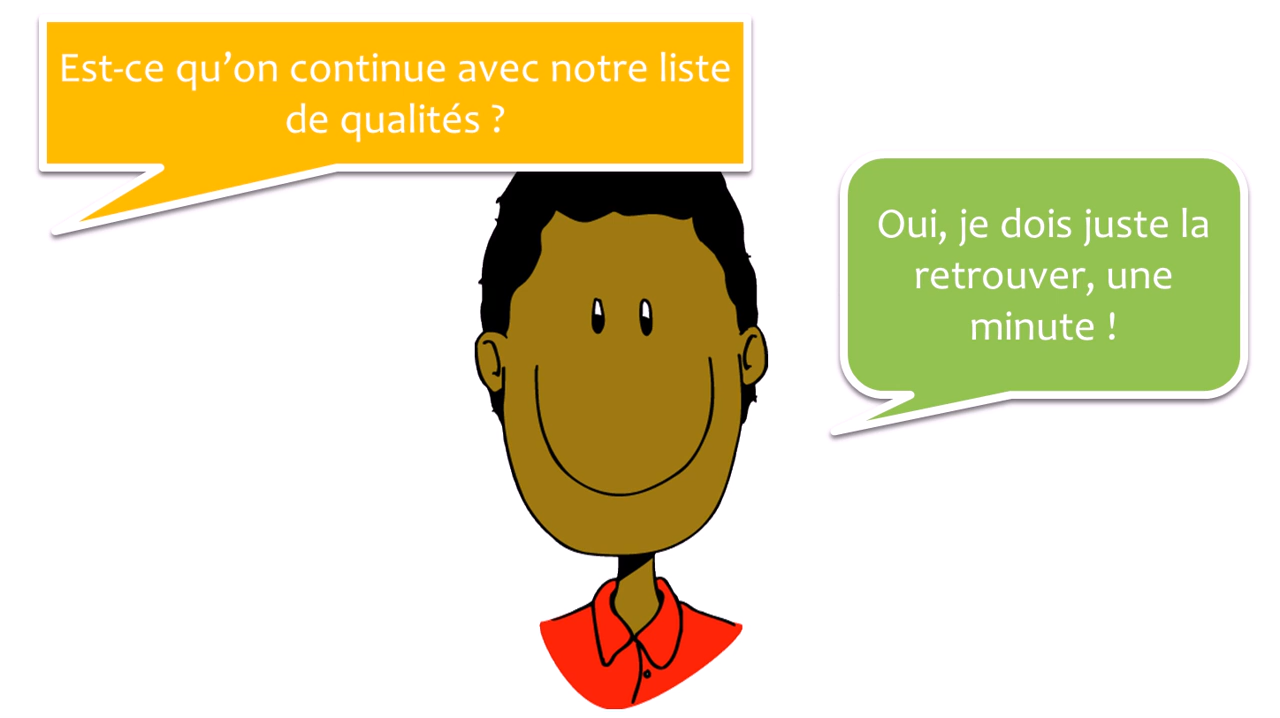 Est-ce qu’on continue avec notre liste
de qualités ?
Oui, je dois juste la
retrouver, une
minute !